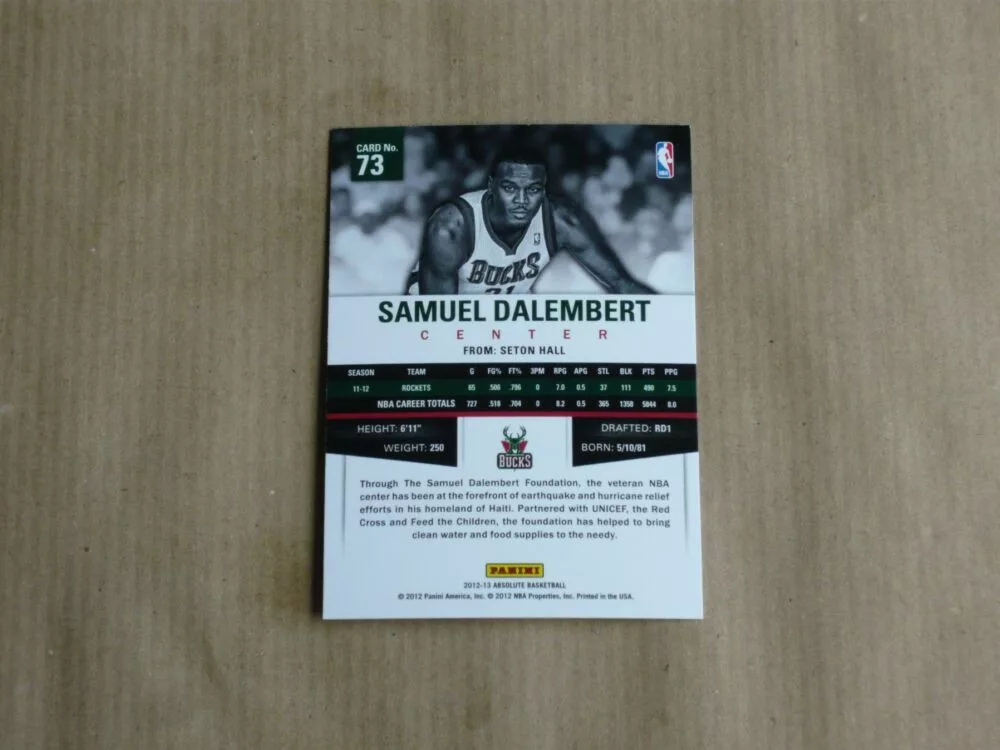 CARD No.
73
NBA
BUCKS
SAMUEL DALEMBERT
CENTER
FROM: SETON HALL
SEASON TEAM G FG% FT% 3PM RPG APG STL BLK PTS PPG
11-12 ROCKETS 65 .506 .796 0 7.0 0.5 37 111 490 7.5
NBA CAREER TOTALS 727 .518 .704 0 8.2 0.5 365 1358 5844 8.0
HEIGHT: 6'11" DRAFTED: RD1
WEIGHT: 250 BORN: 5/10/81
BUCKS
Through The Samuel Dalembert Foundation, the veteran NBA
center has been at the forefront of earthquake and hurricane relief
efforts in his homeland of Haiti. Partnered with UNICEF, the Red
Cross and Feed the Children, the foundation has helped to bring
clean water and food supplies to the needy.
PANINI
2012-13 ABSOLUTE BASKETBALL
© 2012 Panini America, Inc. © 2012 NBA Properties, Inc. Printed in the USA.